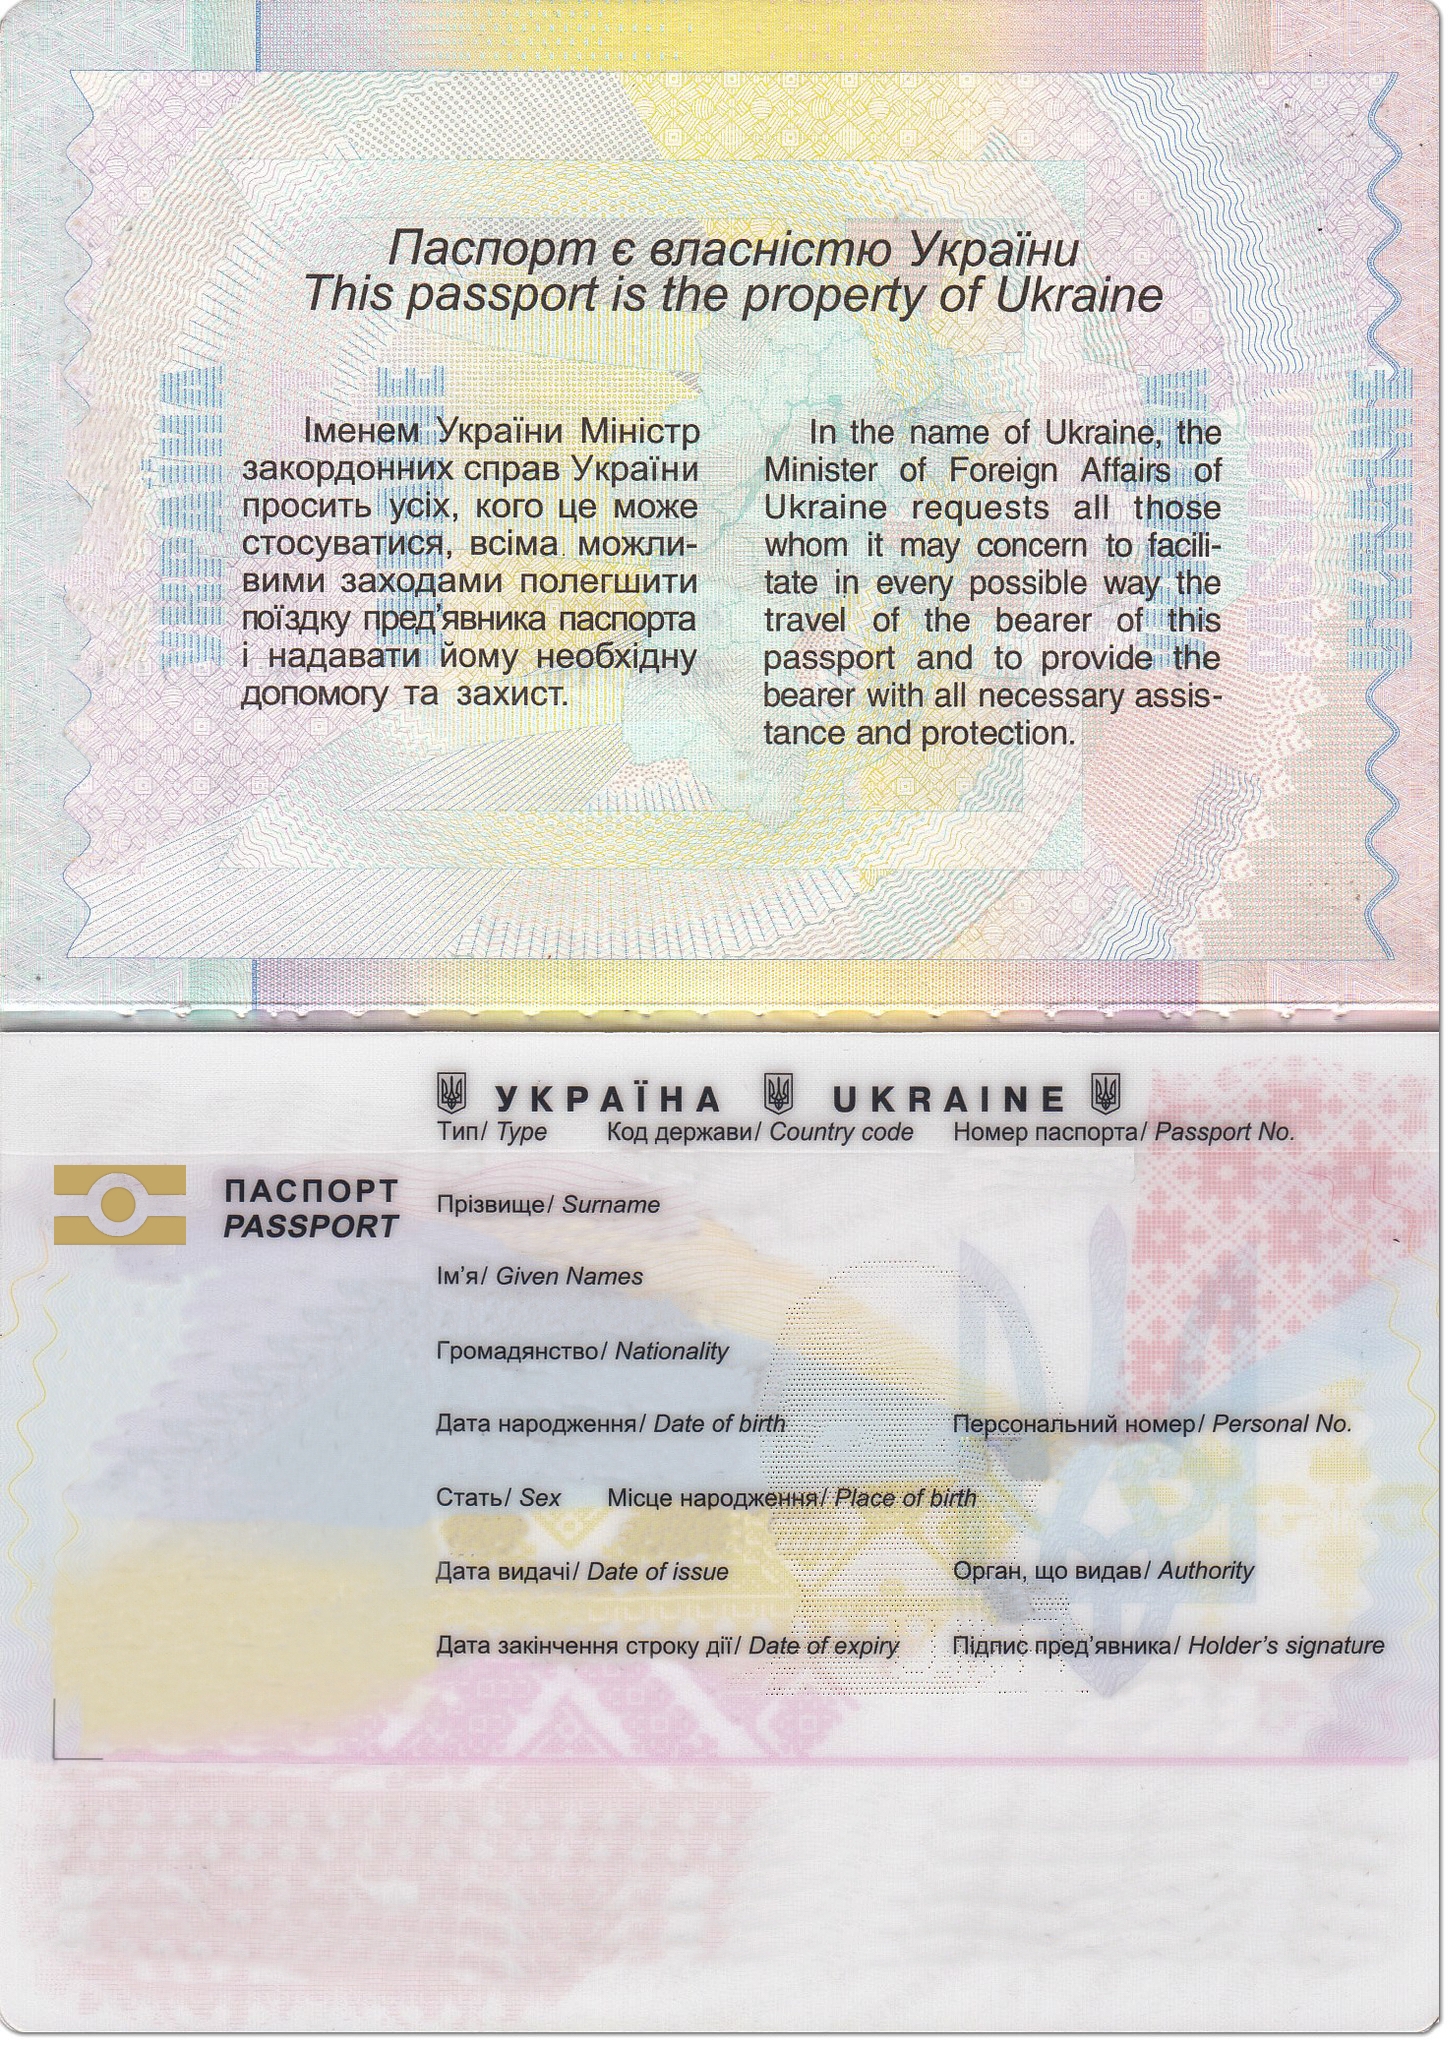 Паспорт є власністю України
This passport is the property of Ukraine
Іменем України Міністр
закордонних справ України
просить усіх, кого це може
стосуватися, всіма можли-
вими заходами полегшити
поїздку пред’явника паспорта
і надавати йому необхідну
допомогу та захист.
In the name of Ukraine, the
Minister of Foreign Affairs of
Ukraine requests all those
whom it may concern to facili-
tate in every possible way the
travel of the bearer of this
passport and to provide the
bearer with all necessary assis-
tance and protection.
УКРАЇНА UKRAINE
Тип/ Type Код держави/ Country code Номер паспорта/ Passport No.
ПАСПОРТ
PASSPORT
Прізвище/ Surname
Ім’я/ Given Names
Громадянство/ Nationality
Дата народження/ Date of birth Персональний номер/ Personal No.
Стать/ Sex Місце народження/ Place of birth
Дата видачі/ Date of issue Орган, що видав/ Authority
Дата закінчення строку дії/ Date of expiry Підпис пред’явника/ Holder’s signature